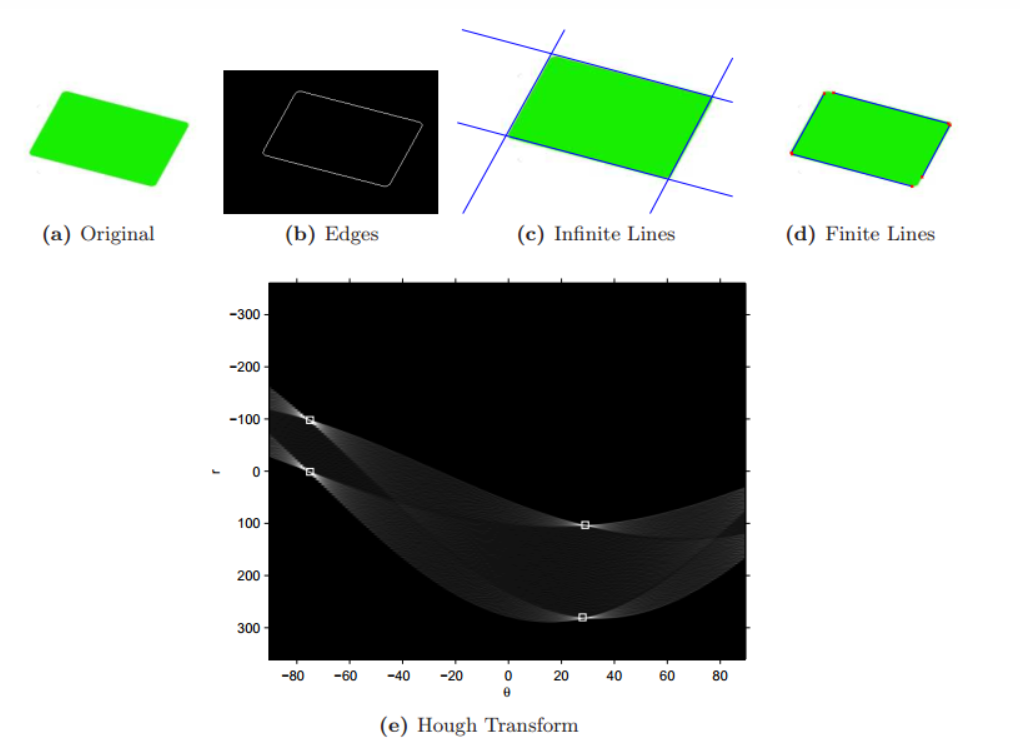 (a) Original
(b) Edges
(c) Infinite Lines
(d) Finite Lines
−300
−200
−100
0
100
200
300
r
−80 −60 −40 −20 0 20 40 60 80
θ
(e) Hough Transform